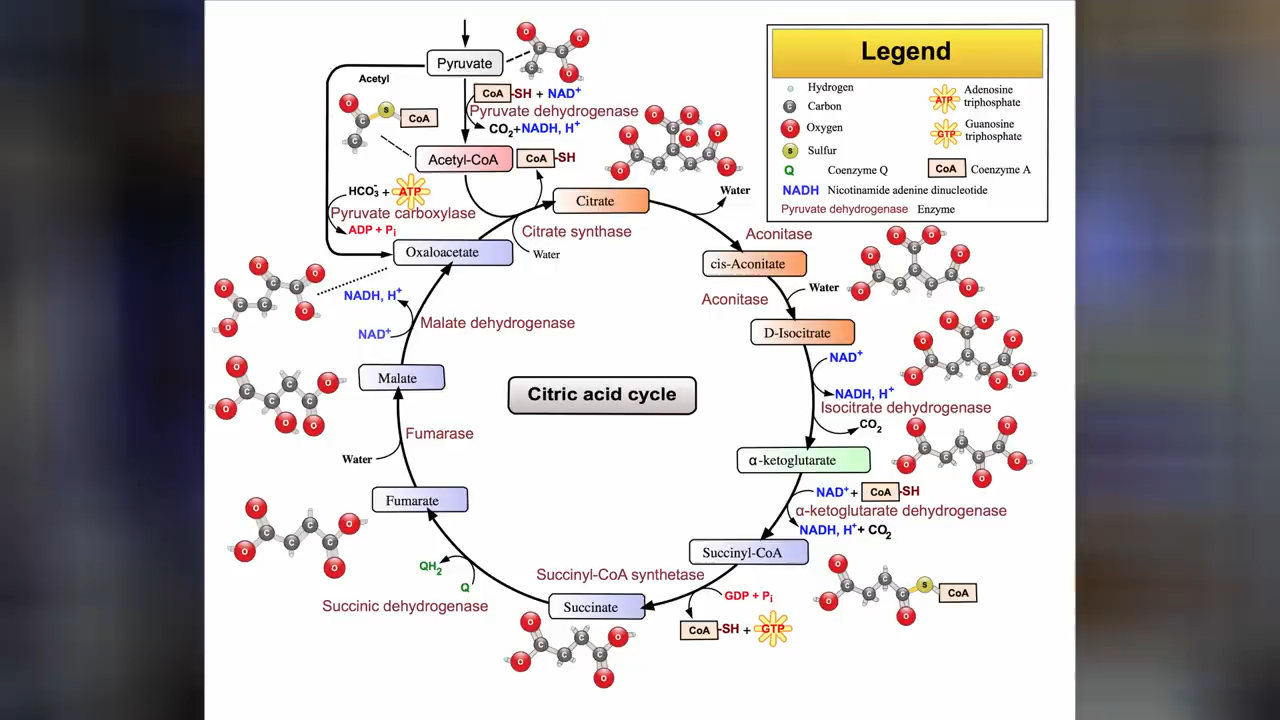 Legend
Hydrogen
Carbon
Oxygen
S Sulfur
Q Coenzyme Q
NADH Nicotinamide adenine dinucleotide
Pyruvate dehydrogenase Enzyme
ATP Adenosine triphosphate
GTP Guanosine triphosphate
CoA Coenzyme A
Pyruvate
Acetyl
CoA-SH + NAD⁺
Pyruvate dehydrogenase
CO₂+NADH, H⁺
S CoA
Acetyl-CoA
CoA-SH
HCO₃⁻ + ATP
Pyruvate carboxylase
ADP + Pi
Citrate
Water
Citrate synthase
Water
Oxaloacetate
Aconitase
cis-Aconitate
Water
Aconitase
D-Isocitrate
NADH, H⁺
NAD⁺
Malate dehydrogenase
NAD⁺
NADH, H⁺
Isocitrate dehydrogenase
CO₂
Malate
Citric acid cycle
Fumarase
Water
α-ketoglutarate
NAD⁺+ CoA-SH
α-ketoglutarate dehydrogenase
NADH, H⁺+ CO₂
Fumarate
Succinyl-CoA
S CoA
QH₂
Q
Succinic dehydrogenase
Succinyl-CoA synthetase
GDP + Pi
CoA-SH + GTP
Succinate